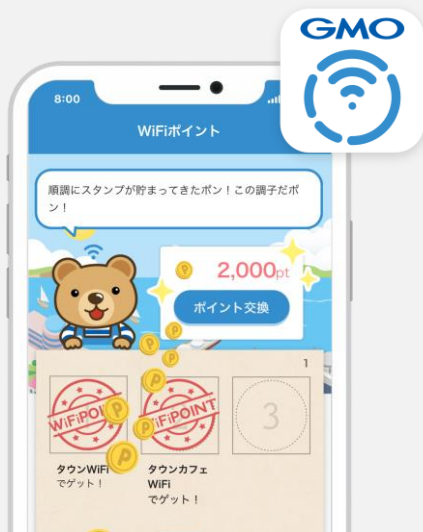 GMO
8:00
WiFiポイント
順調にスタンプが貯まってきたポン！この調子だポ
ン！
2,000pt
ポイント交換
1
WiFiPOINT
WiFiPOINT
3
タウンWiFi
でゲット！
タウンカフェ
WiFi
でゲット！